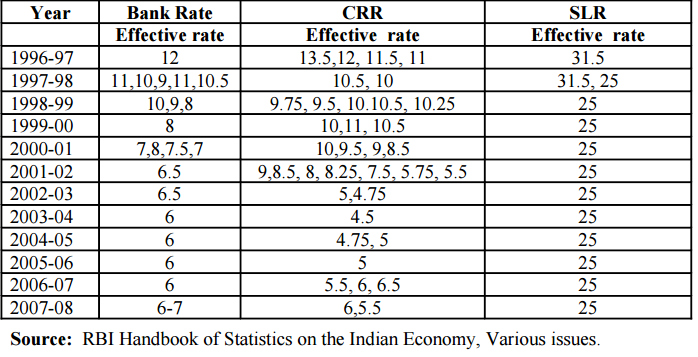 Year Bank Rate CRR SLR
Effective rate Effective rate Effective rate
1996-97 12 13.5,12, 11.5, 11 31.5
1997-98 11,10,9,11,10.5 10.5, 10 31.5, 25
1998-99 10,9,8 9.75, 9.5, 10.10.5, 10.25 25
1999-00 8 10,11, 10.5 25
2000-01 7,8,7.5,7 10,9.5, 9,8.5 25
2001-02 6.5 9,8.5, 8, 8.25, 7.5, 5.75, 5.5 25
2002-03 6.5 5,4.75 25
2003-04 6 4.5 25
2004-05 6 4.75, 5 25
2005-06 6 5 25
2006-07 6 5.5, 6, 6.5 25
2007-08 6-7 6,5.5 25
Source: RBI Handbook of Statistics on the Indian Economy, Various issues.